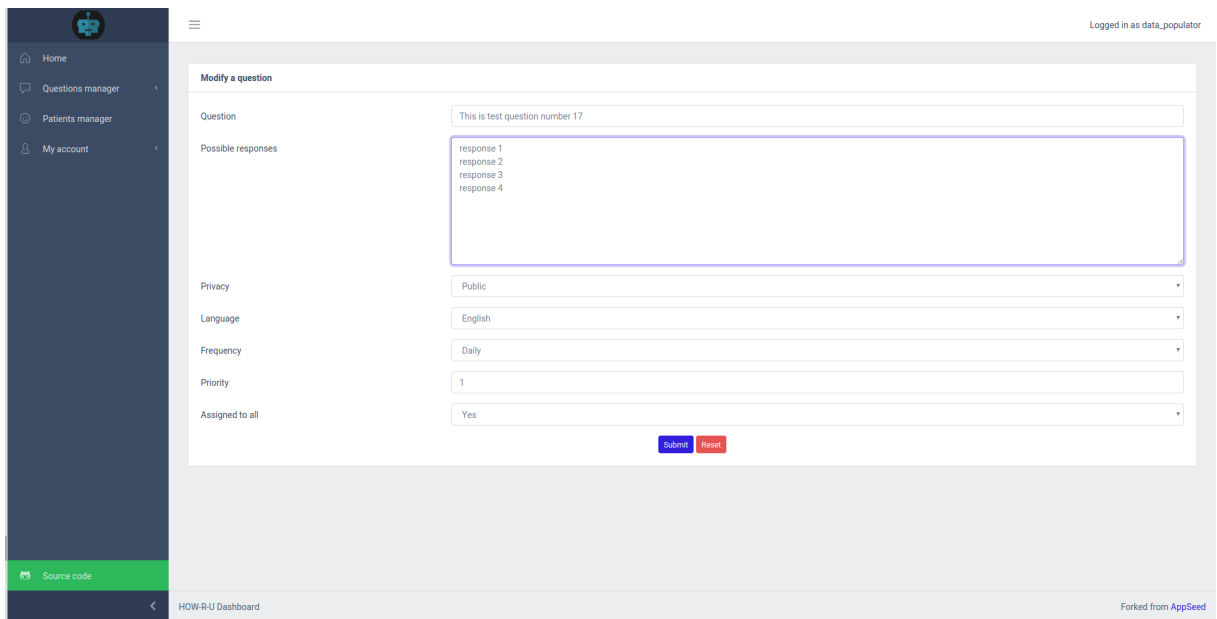 Logged in as data_populator
Home
Questions manager
Patients manager
My account
Modify a question
Question
This is test question number 17
Possible responses
response 1
response 2
response 3
response 4
Privacy
Public
Language
English
Frequency
Daily
Priority
1
Assigned to all
Yes
Submit Reset
Source code
HOW-R-U Dashboard
Forked from AppSeed